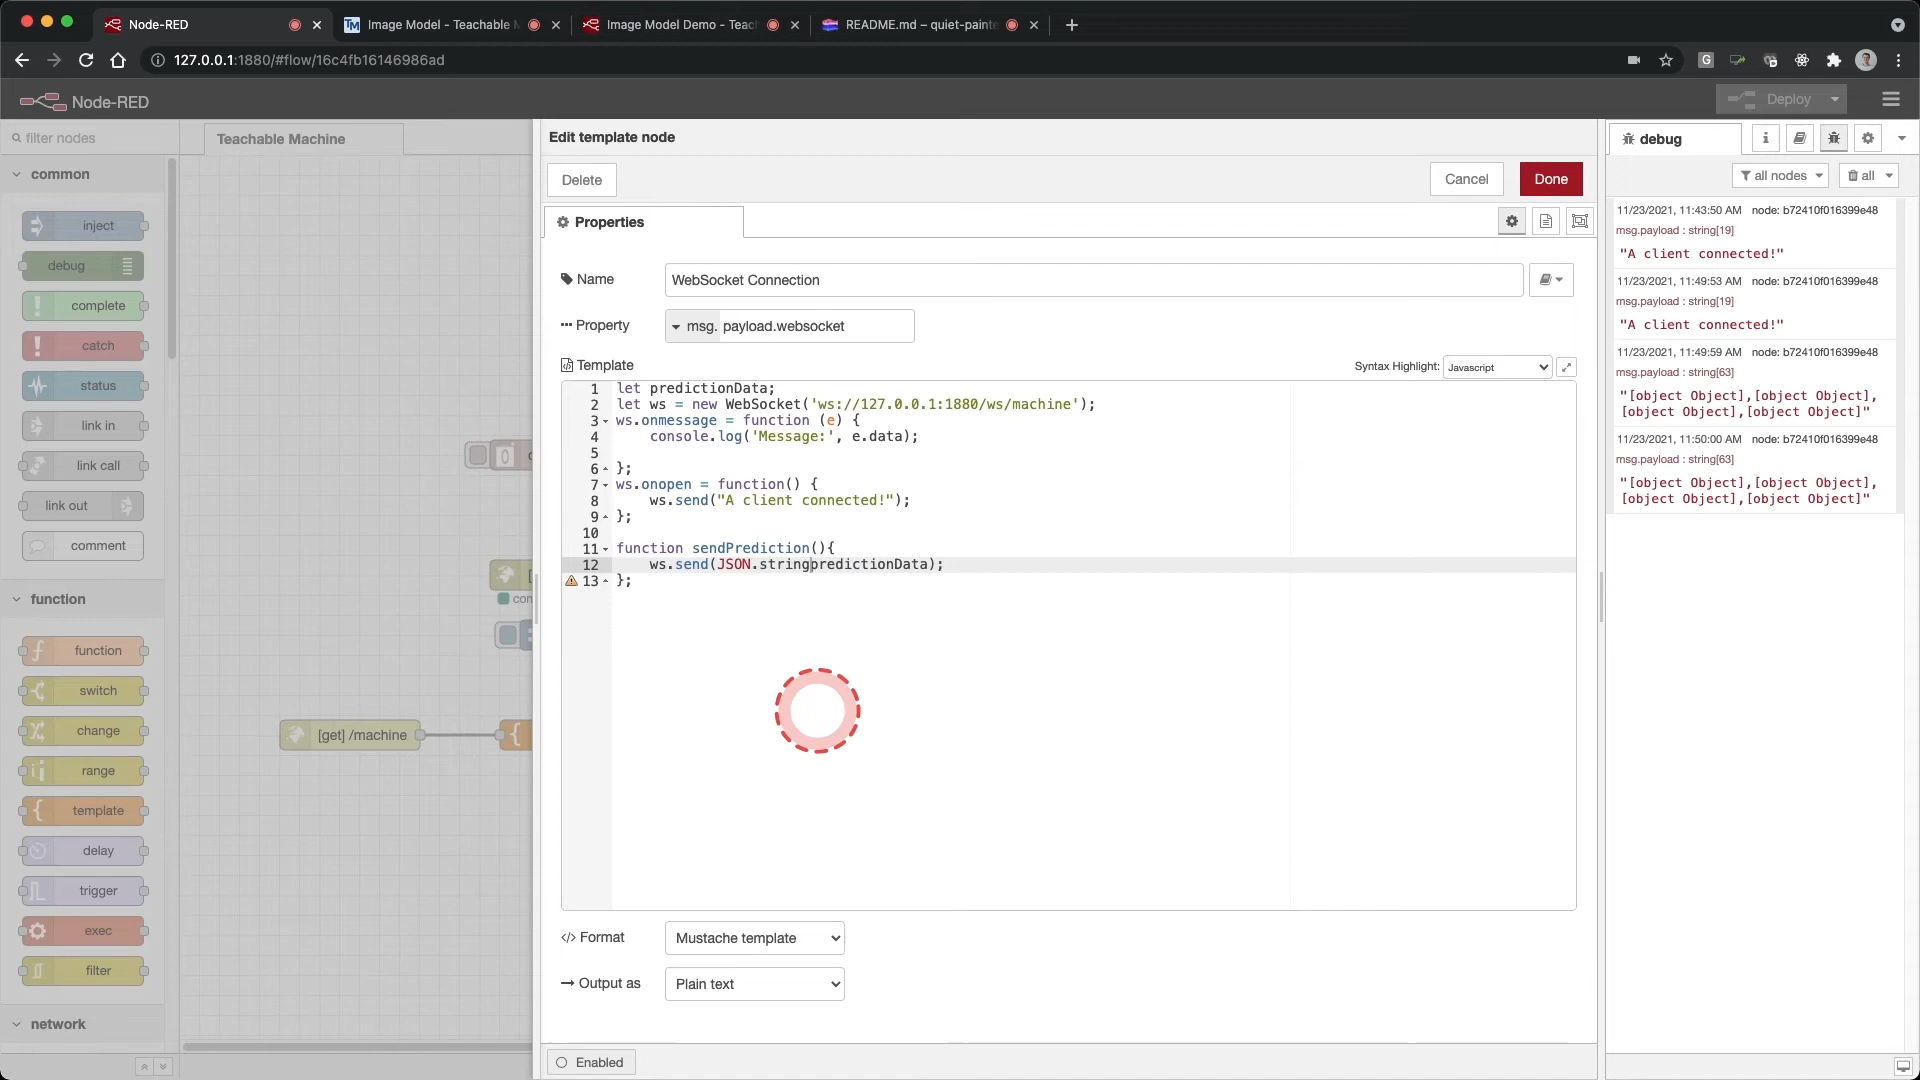 Node-RED
Image Model - Teachable M
Image Model Demo - Teach
README.md – quiet-painte
127.0.0.1:1880/#flow/16c4fb16146986ad
Node-RED
Deploy
filter nodes
Teachable Machine
Edit template node
debug
Delete
Cancel
Done
all nodes
all
common
Properties
inject
debug
complete
catch
status
link in
link call
link out
comment
function
function
switch
change
range
template
delay
trigger
exec
filter
network
[get] /machine
Name
WebSocket Connection
Property
msg. payload.websocket
Template
Syntax Highlight: Javascript
1 let predictionData;
2 let ws = new WebSocket('ws://127.0.0.1:1880/ws/machine');
3 ws.onmessage = function (e) {
4 console.log('Message:', e.data);
5
6 };
7 ws.onopen = function() {
8 ws.send("A client connected!");
9 };
10
11 function sendPrediction(){
12 ws.send(JSON.stringpredictionData);
13 };
</> Format
Mustache template
Output as
Plain text
Enabled
11/23/2021, 11:43:50 AM node: b72410f016399e48
msg.payload : string[19]
"A client connected!"
11/23/2021, 11:49:53 AM node: b72410f016399e48
msg.payload : string[19]
"A client connected!"
11/23/2021, 11:49:59 AM node: b72410f016399e48
msg.payload : string[63]
"[object Object],[object Object],
[object Object],[object Object]"
11/23/2021, 11:50:00 AM node: b72410f016399e48
msg.payload : string[63]
"[object Object],[object Object],
[object Object],[object Object]"